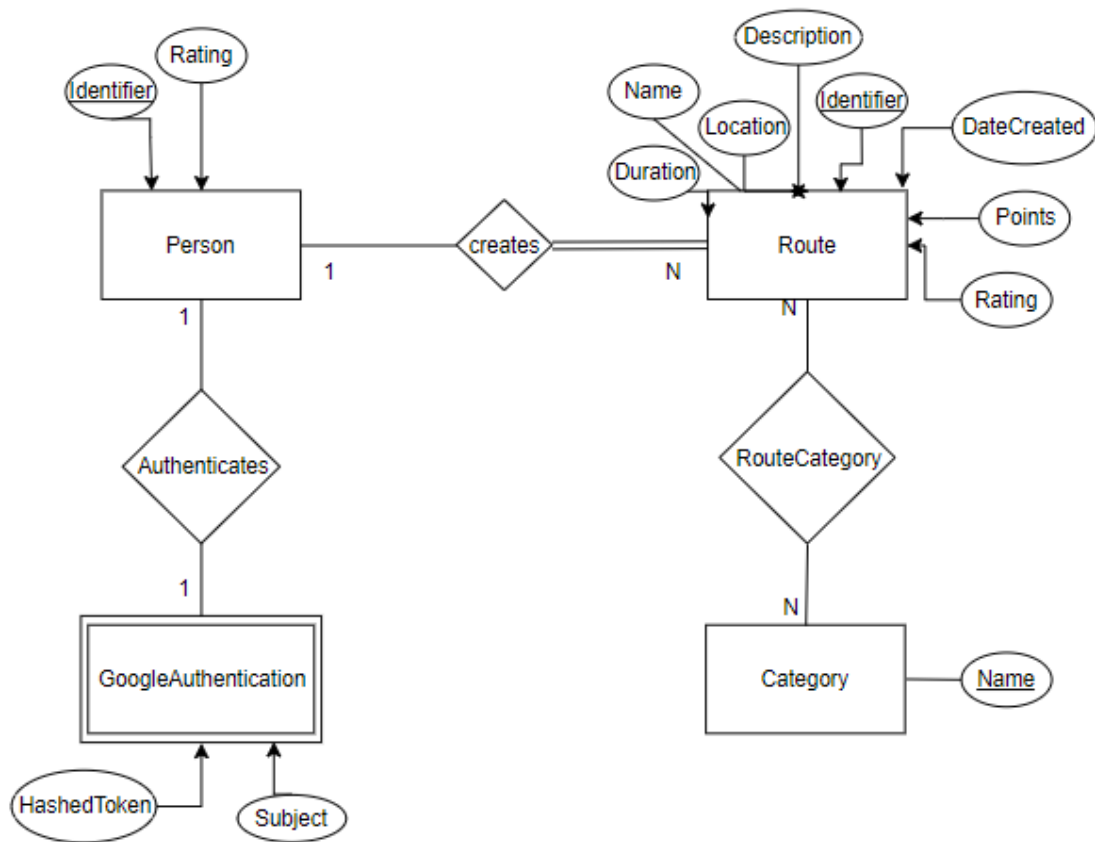 Description
Rating
Identifier
Name
Identifier
Location
DateCreated
Duration
Points
Person
creates
Route
1
N
Rating
1
N
Authenticates
RouteCategory
1
N
GoogleAuthentication
Category
Name
HashedToken
Subject